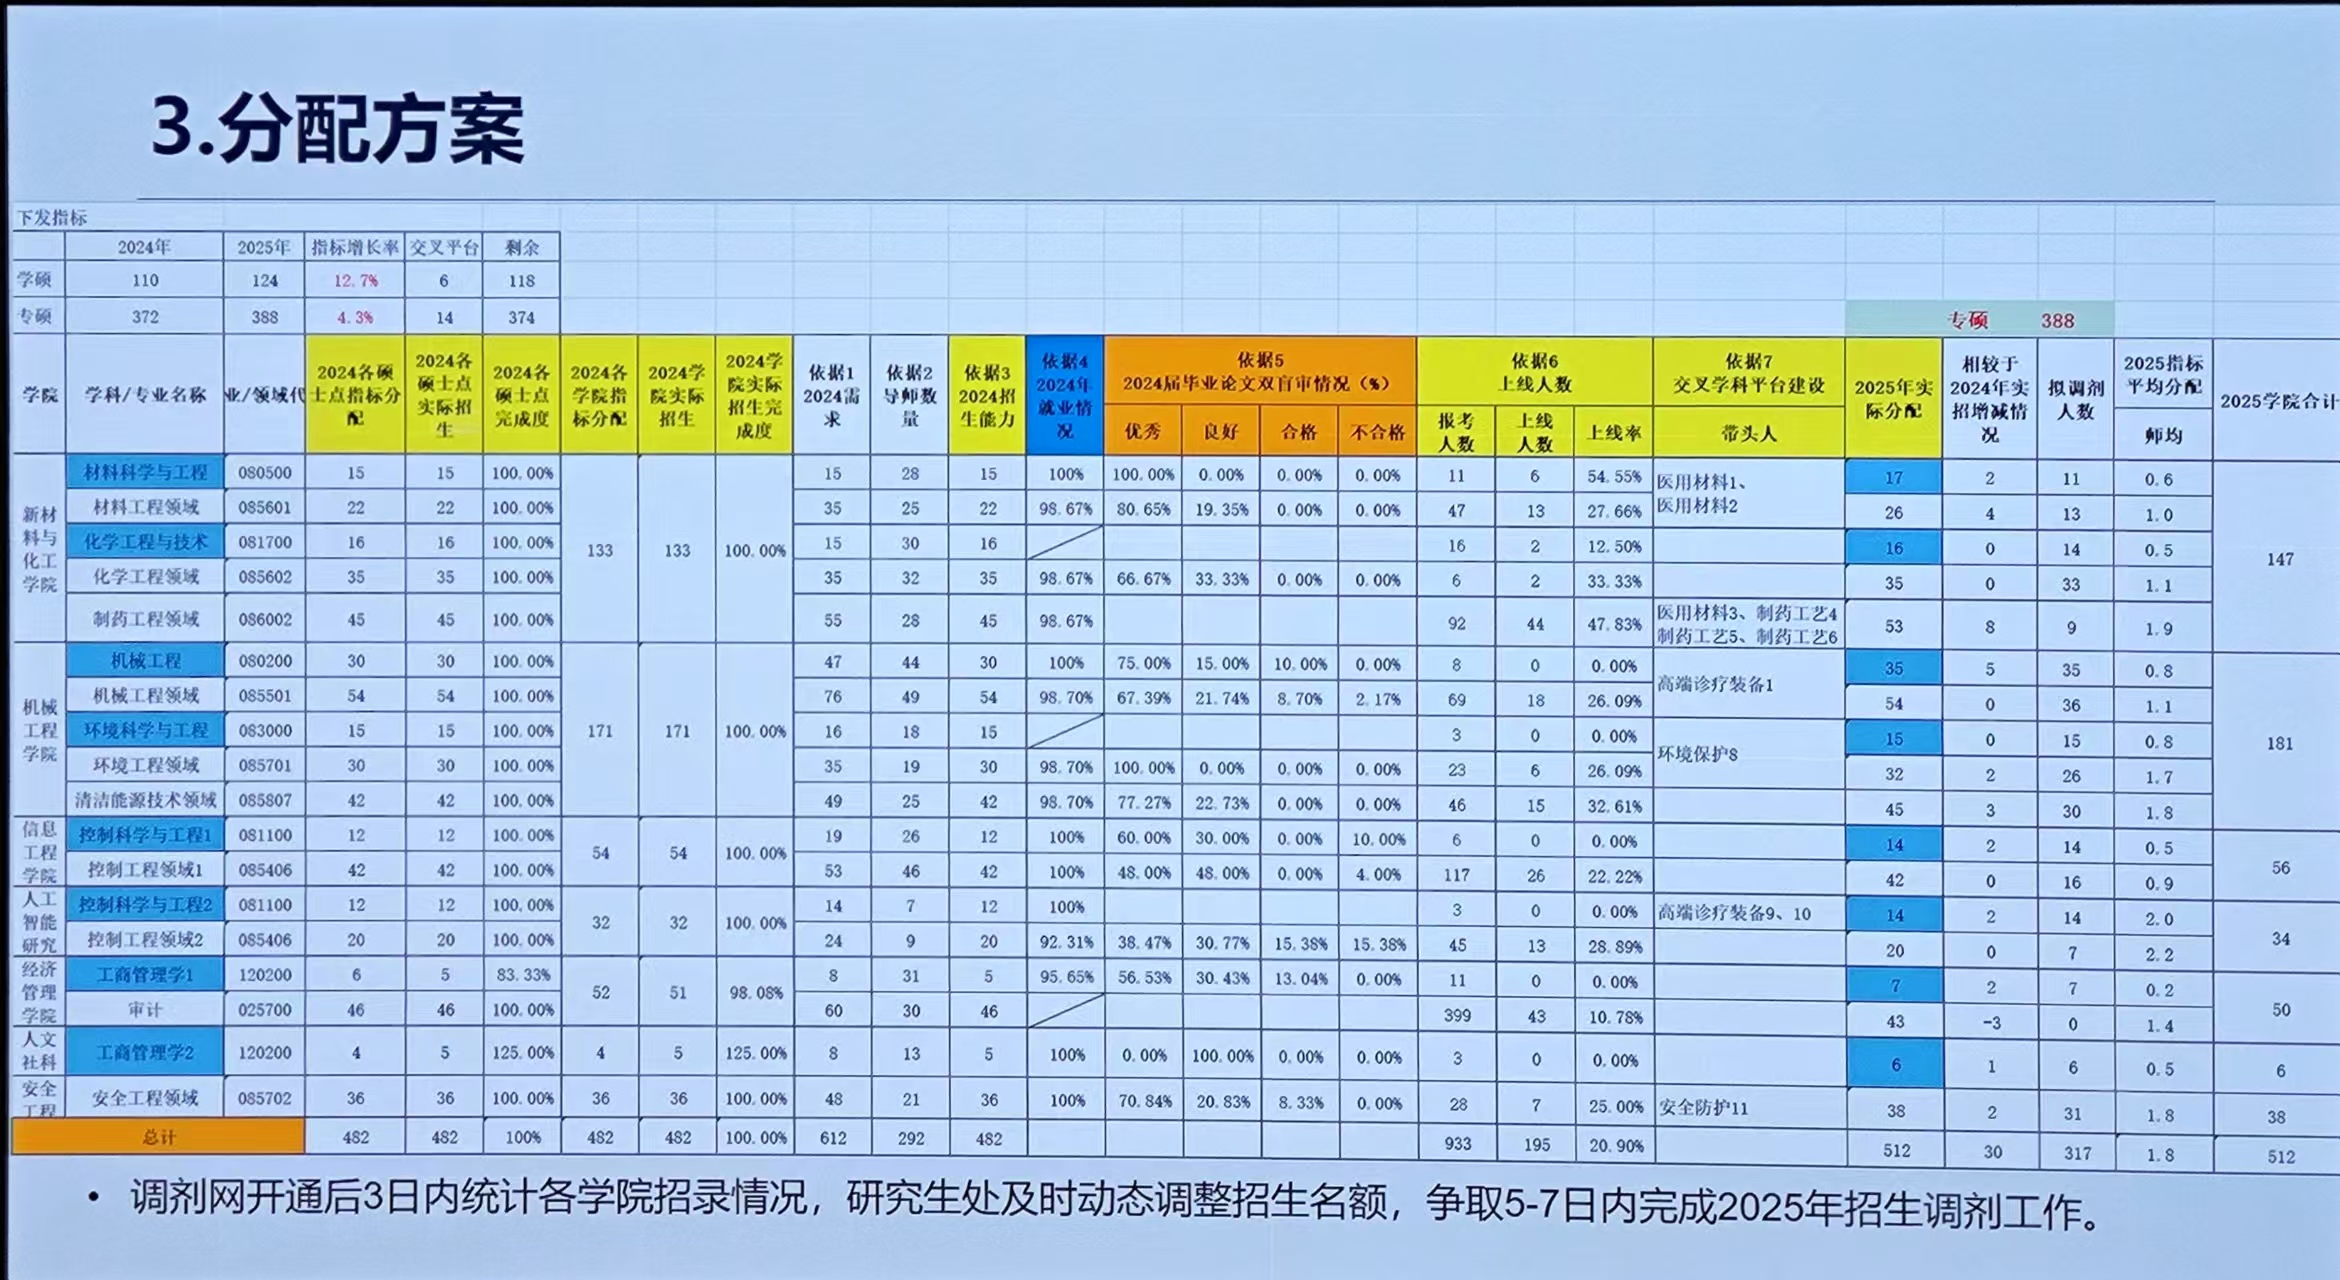 3.分配方案
下发指标
2024年 2025年 指标增长率 交叉平台 剩余
学硕 110 124 12.7% 6 118
专硕 372 388 4.3% 14 374
专硕 388
学院 学科/专业名称 业/领域代 2024各硕士点指标分配 2024各硕士点实际招生 2024各硕士点完成度 2024各学院指标分配 2024学院实际招生 2024学院实际招生完成度 依据1 2024需求 依据2 导师数量 依据3 2024招生能力 依据4 2024年就业情况 依据5 2024届毕业论文双盲审情况（%） 依据6 上线人数 依据7 交叉学科平台建设 2025年实际分配 相较于2024年实招增减情况 拟调剂人数 2025指标平均分配 2025学院合计
优秀 良好 合格 不合格 报考人数 上线人数 上线率 带头人 师均
新材料与化工学院 材料科学与工程 080500 15 15 100.00% 133 133 100.00% 15 28 15 100% 100.00% 0.00% 0.00% 0.00% 11 6 54.55% 医用材料1、医用材料2 17 2 11 0.6 147
材料工程领域 085601 22 22 100.00% 35 25 22 98.67% 80.65% 19.35% 0.00% 0.00% 47 13 27.66% 26 4 13 1.0
化学工程与技术 081700 16 16 100.00% 15 30 16 16 2 12.50% 16 0 14 0.5
化学工程领域 085602 35 35 100.00% 35 32 35 98.67% 66.67% 33.33% 0.00% 0.00% 6 2 33.33% 35 0 33 1.1
制药工程领域 086002 45 45 100.00% 55 28 45 98.67% 92 44 47.83% 医用材料3、制药工艺4 制药工艺5、制药工艺6 53 8 9 1.9
机械工程学院 机械工程 080200 30 30 100.00% 171 171 100.00% 47 44 30 100% 75.00% 15.00% 10.00% 0.00% 8 0 0.00% 高端诊疗装备1 35 5 35 0.8 181
机械工程领域 085501 54 54 100.00% 76 49 54 98.70% 67.39% 21.74% 8.70% 2.17% 69 18 26.09% 54 0 36 1.1
环境科学与工程 083000 15 15 100.00% 16 18 15 3 0 0.00% 环境保护8 15 0 15 0.8
环境工程领域 085701 30 30 100.00% 35 19 30 98.70% 100.00% 0.00% 0.00% 0.00% 23 6 26.09% 32 2 26 1.7
清洁能源技术领域 085807 42 42 100.00% 49 25 42 98.70% 77.27% 22.73% 0.00% 0.00% 46 15 32.61% 45 3 30 1.8
信息工程学院 控制科学与工程1 081100 12 12 100.00% 54 54 100.00% 19 26 12 100% 60.00% 30.00% 0.00% 10.00% 6 0 0.00% 14 2 14 0.5 56
控制工程领域1 085406 42 42 100.00% 53 46 42 100% 48.00% 48.00% 0.00% 4.00% 117 26 22.22% 42 0 16 0.9
人工智能研究 控制科学与工程2 081100 12 12 100.00% 32 32 100.00% 14 7 12 100% 3 0 0.00% 高端诊疗装备9、10 14 2 14 2.0 34
控制工程领域2 085406 20 20 100.00% 24 9 20 92.31% 38.47% 30.77% 15.38% 15.38% 45 13 28.89% 20 0 7 2.2
经济管理学院 工商管理学1 120200 6 5 83.33% 52 51 98.08% 8 31 5 95.65% 56.53% 30.43% 13.04% 0.00% 11 0 0.00% 7 2 7 0.2 50
审计 025700 46 46 100.00% 60 30 46 399 43 10.78% 43 -3 0 1.4
人文社科 工商管理学2 120200 4 5 125.00% 4 5 125.00% 8 13 5 100% 0.00% 100.00% 0.00% 0.00% 3 0 0.00% 6 1 6 0.5 6
安全工程 安全工程领域 085702 36 36 100.00% 36 36 100.00% 48 21 36 100% 70.84% 20.83% 8.33% 0.00% 28 7 25.00% 安全防护11 38 2 31 1.8 38
总计 482 482 100% 482 482 100.00% 612 292 482 933 195 20.90% 512 30 317 1.8 512
• 调剂网开通后3日内统计各学院招录情况，研究生处及时动态调整招生名额，争取5-7日内完成2025年招生调剂工作。